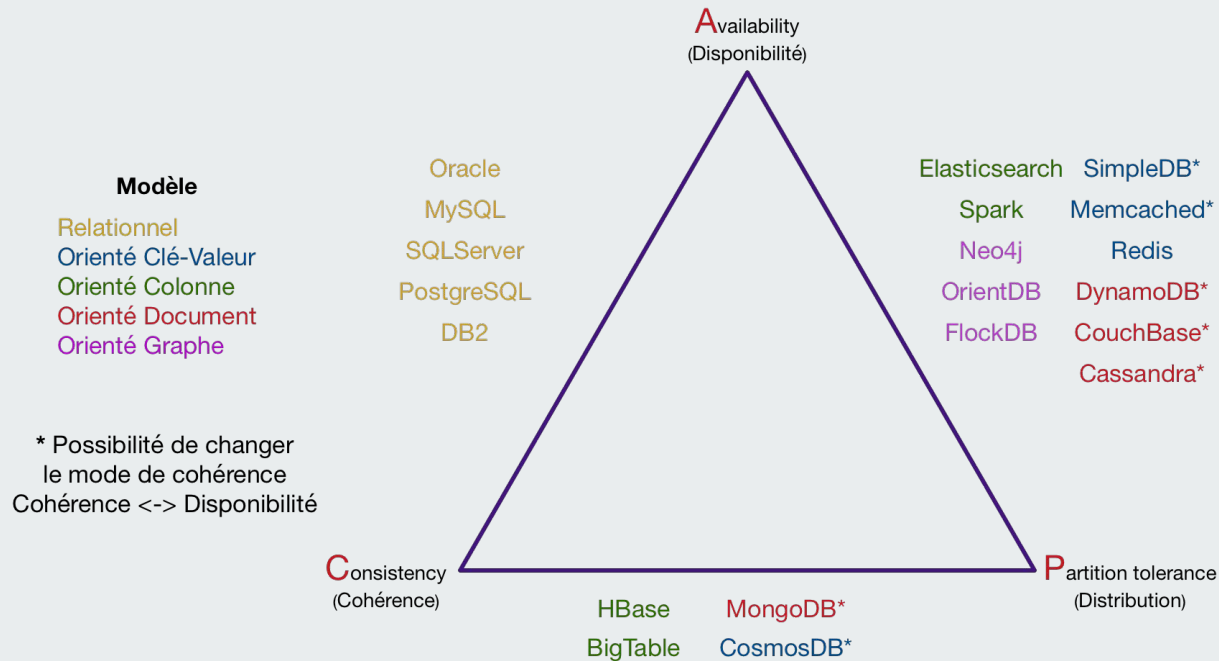 Availability
(Disponibilité)
Modèle
Relationnel
Orienté Clé-Valeur
Orienté Colonne
Orienté Document
Orienté Graphe
* Possibilité de changer
le mode de cohérence
Cohérence <-> Disponibilité
Oracle
MySQL
SQLServer
PostgreSQL
DB2
Elasticsearch SimpleDB*
Spark Memcached*
Neo4j Redis
OrientDB DynamoDB*
FlockDB CouchBase*
Cassandra*
Consistency
(Cohérence)
Partition tolerance
(Distribution)
HBase MongoDB*
BigTable CosmosDB*